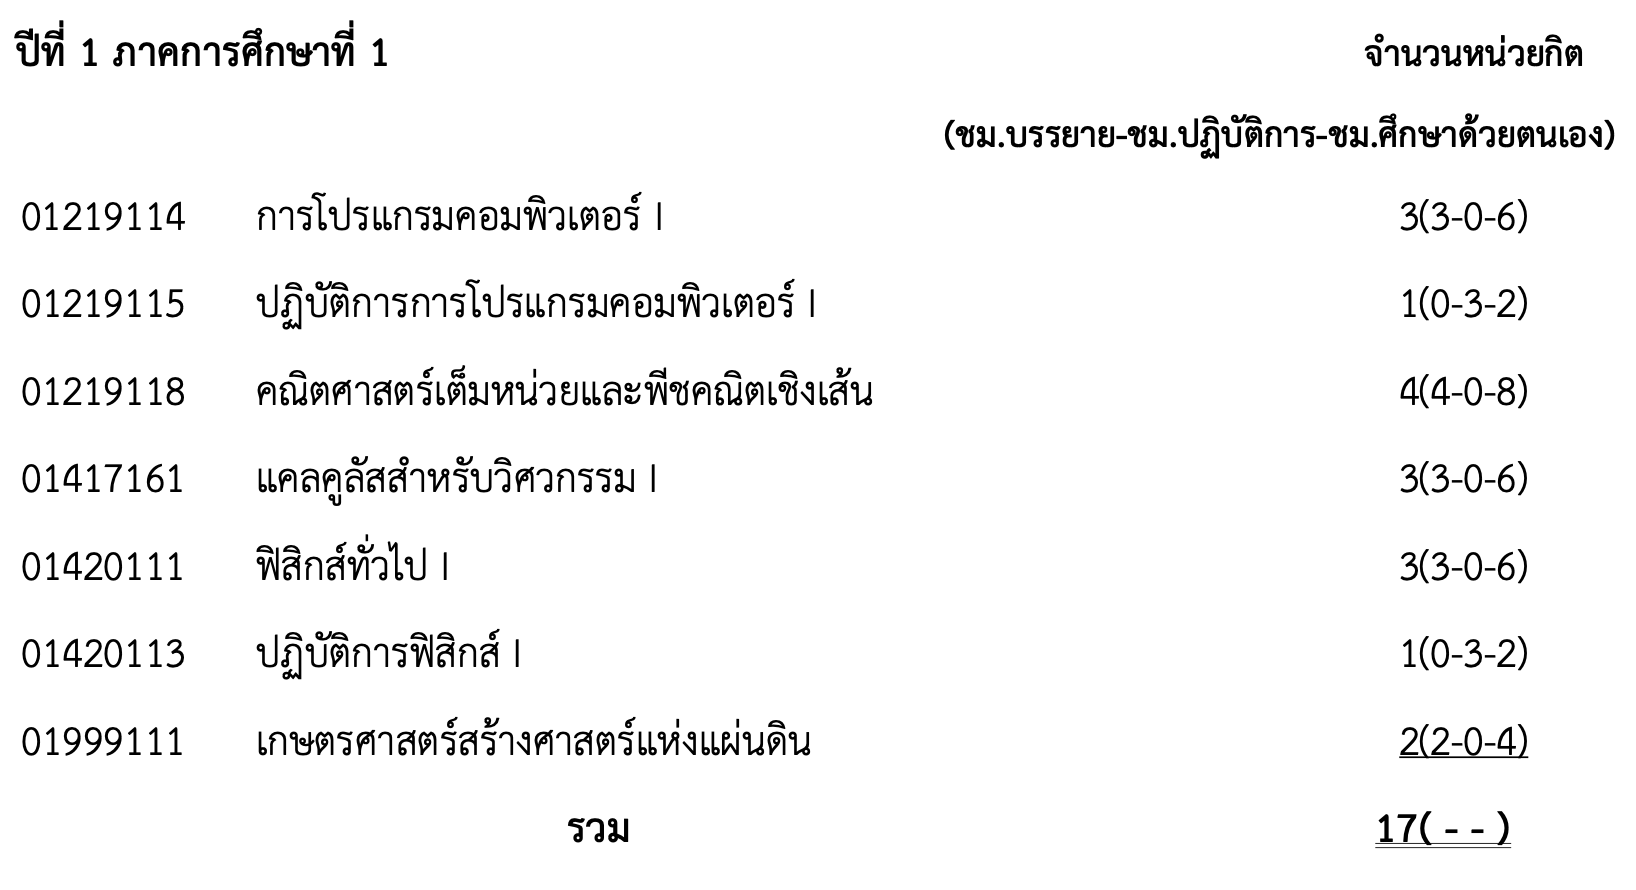 ปีที่ 1 ภาคการศึกษาที่ 1 จำนวนหน่วยกิต
(ชม.บรรยาย-ชม.ปฏิบัติการ-ชม.ศึกษาด้วยตนเอง)
01219114 การโปรแกรมคอมพิวเตอร์ I 3(3-0-6)
01219115 ปฏิบัติการการโปรแกรมคอมพิวเตอร์ I 1(0-3-2)
01219118 คณิตศาสตร์เต็มหน่วยและพีชคณิตเชิงเส้น 4(4-0-8)
01417161 แคลคูลัสสำหรับวิศวกรรม I 3(3-0-6)
01420111 ฟิสิกส์ทั่วไป I 3(3-0-6)
01420113 ปฏิบัติการฟิสิกส์ I 1(0-3-2)
01999111 เกษตรศาสตร์สร้างศาสตร์แห่งแผ่นดิน 2(2-0-4)
รวม 17( - - )